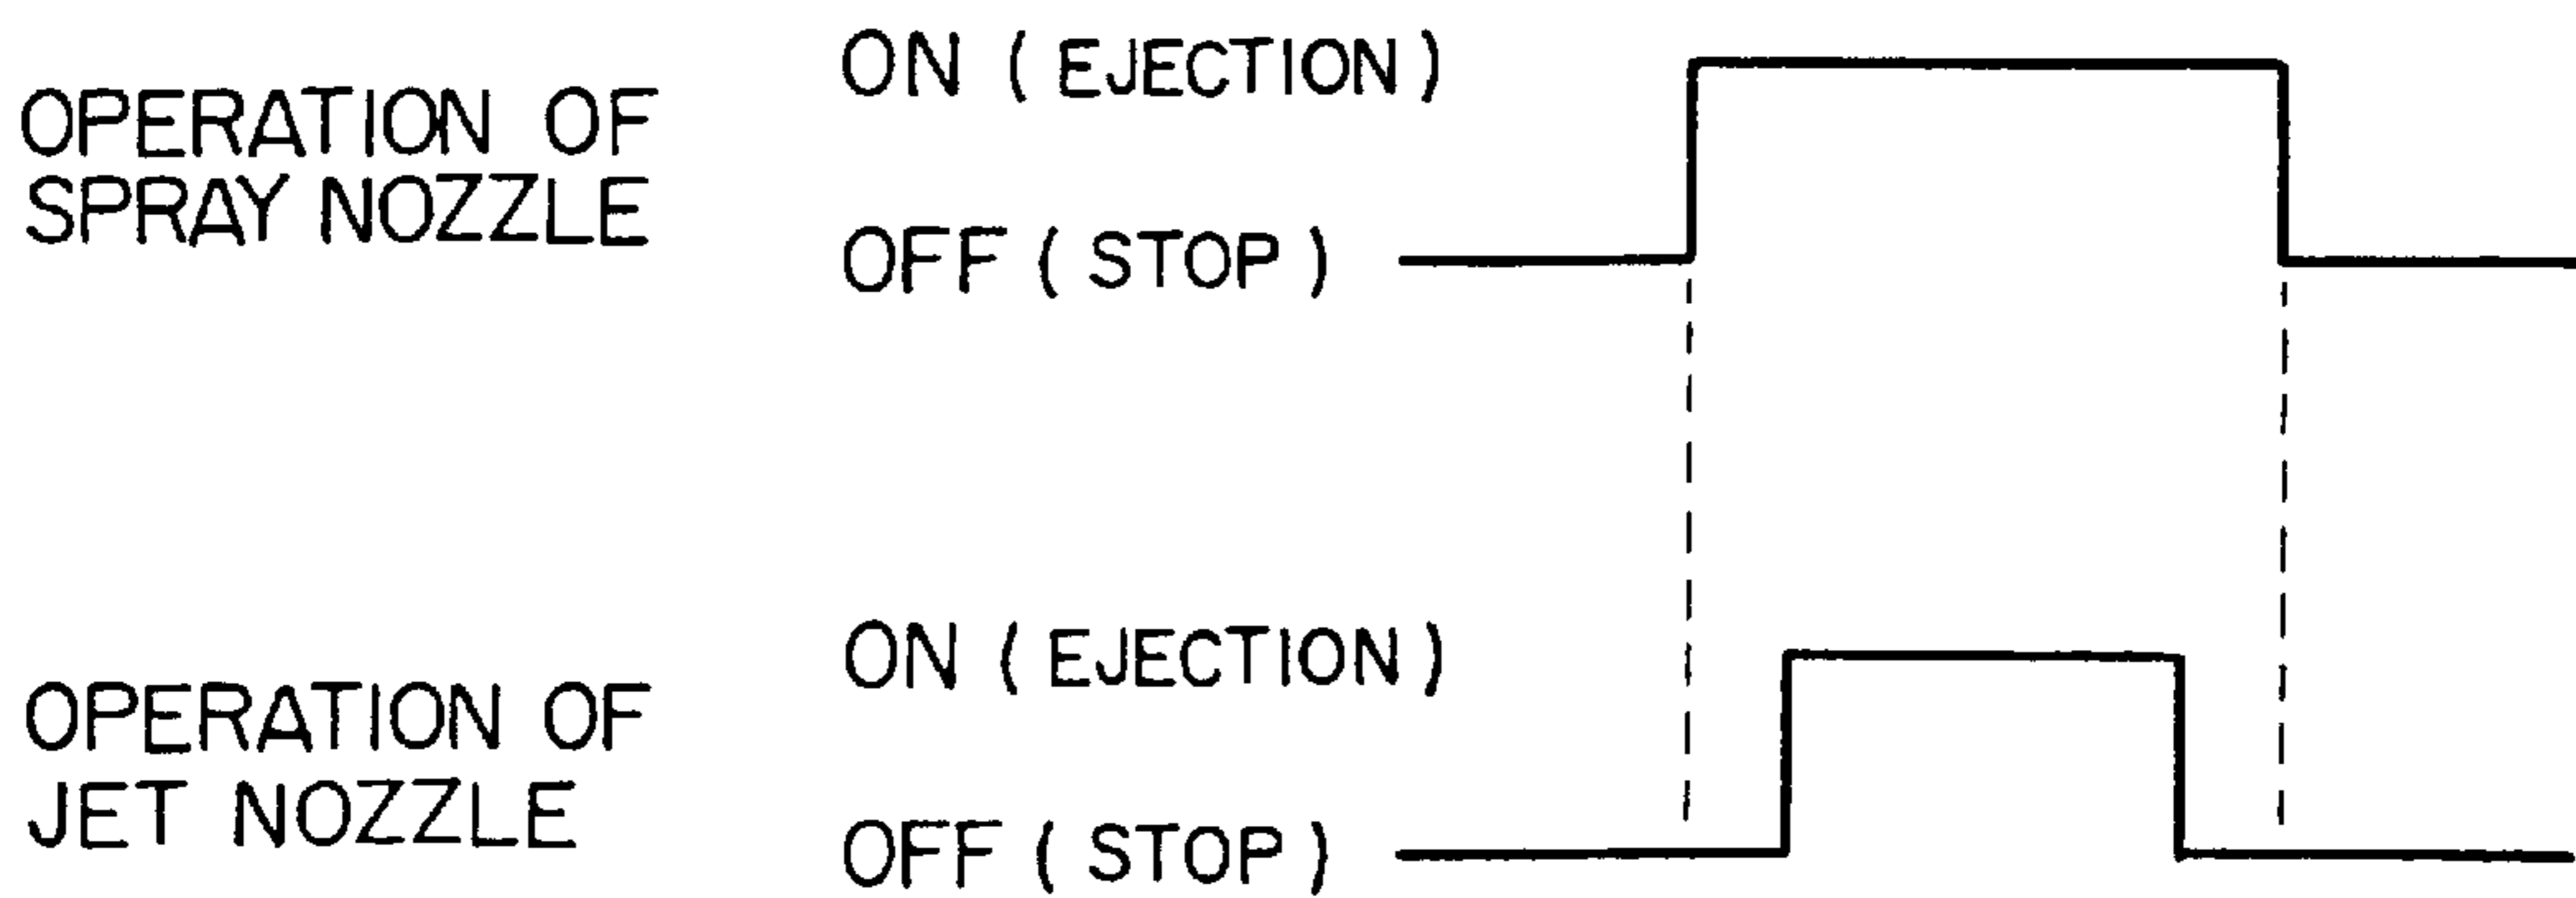 OPERATION OF
SPRAY NOZZLE
ON ( EJECTION )
OFF ( STOP )
OPERATION OF
JET NOZZLE
ON ( EJECTION )
OFF ( STOP )